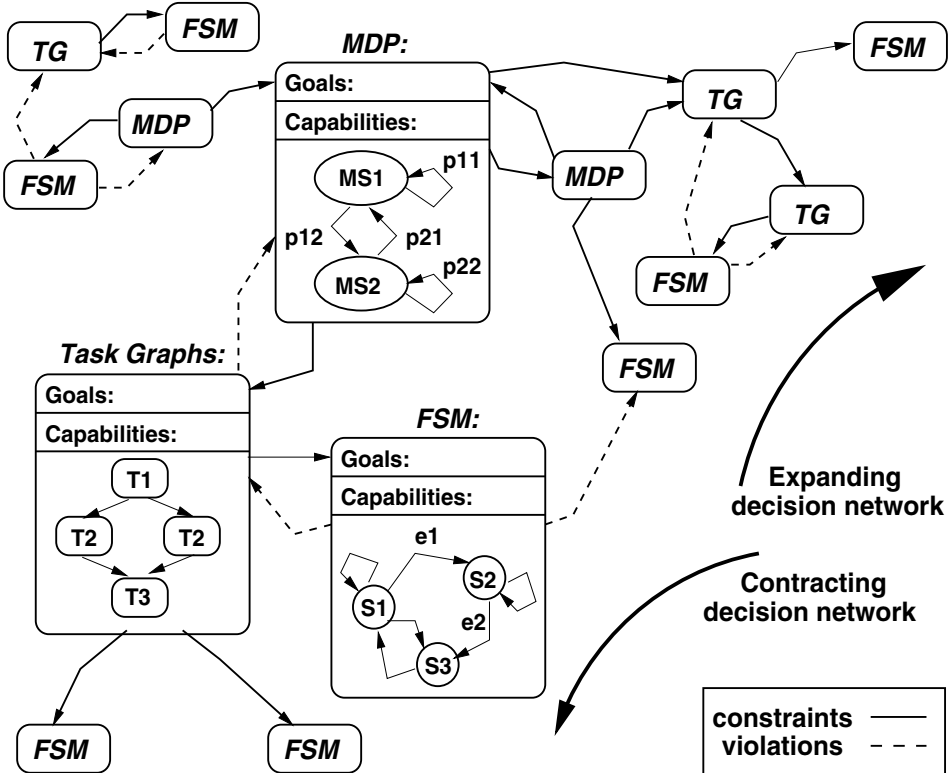 TG
FSM
MDP
FSM
MDP:
Goals:
Capabilities:
MS1
p11
p12
p21
MS2
p22
TG
FSM
MDP
TG
FSM
FSM
Task Graphs:
Goals:
Capabilities:
T1
T2
T2
T3
FSM:
Goals:
Capabilities:
e1
S1
S2
e2
S3
FSM
FSM
Expanding
decision network
Contracting
decision network
constraints
violations